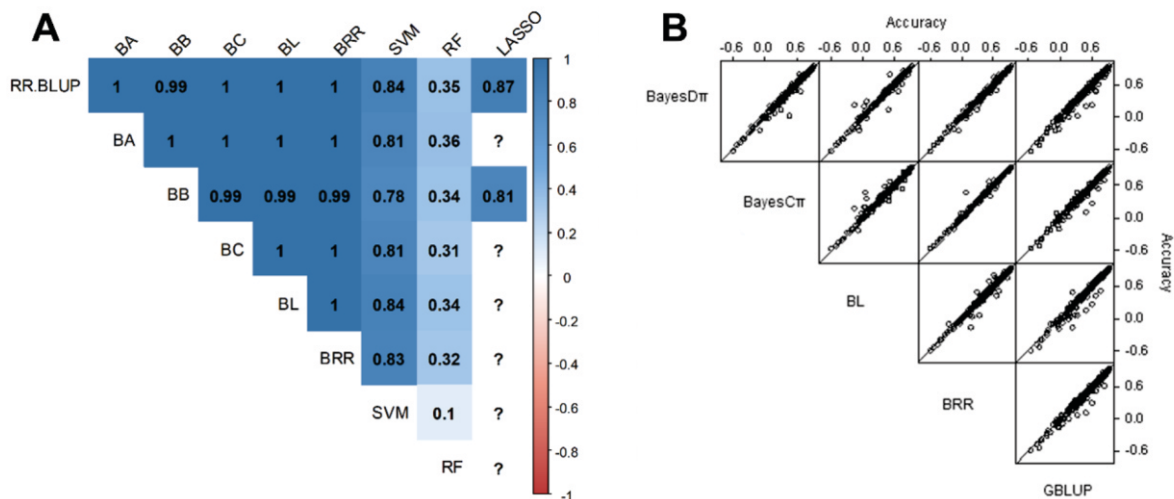 A
BA BB BC BL BRR SVM RF LASSO
RR.BLUP 1 0.99 1 1 1 0.84 0.35 0.87
BA 1 1 1 1 0.81 0.36 ?
BB 0.99 0.99 0.99 0.78 0.34 0.81
BC 1 1 0.81 0.31 ?
BL 1 0.84 0.34 ?
BRR 0.83 0.32 ?
SVM 0.1 ?
RF ?
1
0.8
0.6
0.4
0.2
0
-0.2
-0.4
-0.6
-0.8
-1
B
Accuracy
-0.6 0.0 0.6 -0.6 0.0 0.6 -0.6 0.0 0.6 -0.6 0.0 0.6
BayesDπ
0.6
0.0
-0.6
BayesCπ
0.6
0.0
-0.6
Accuracy
BL
0.6
0.0
-0.6
BRR
0.6
0.0
-0.6
GBLUP